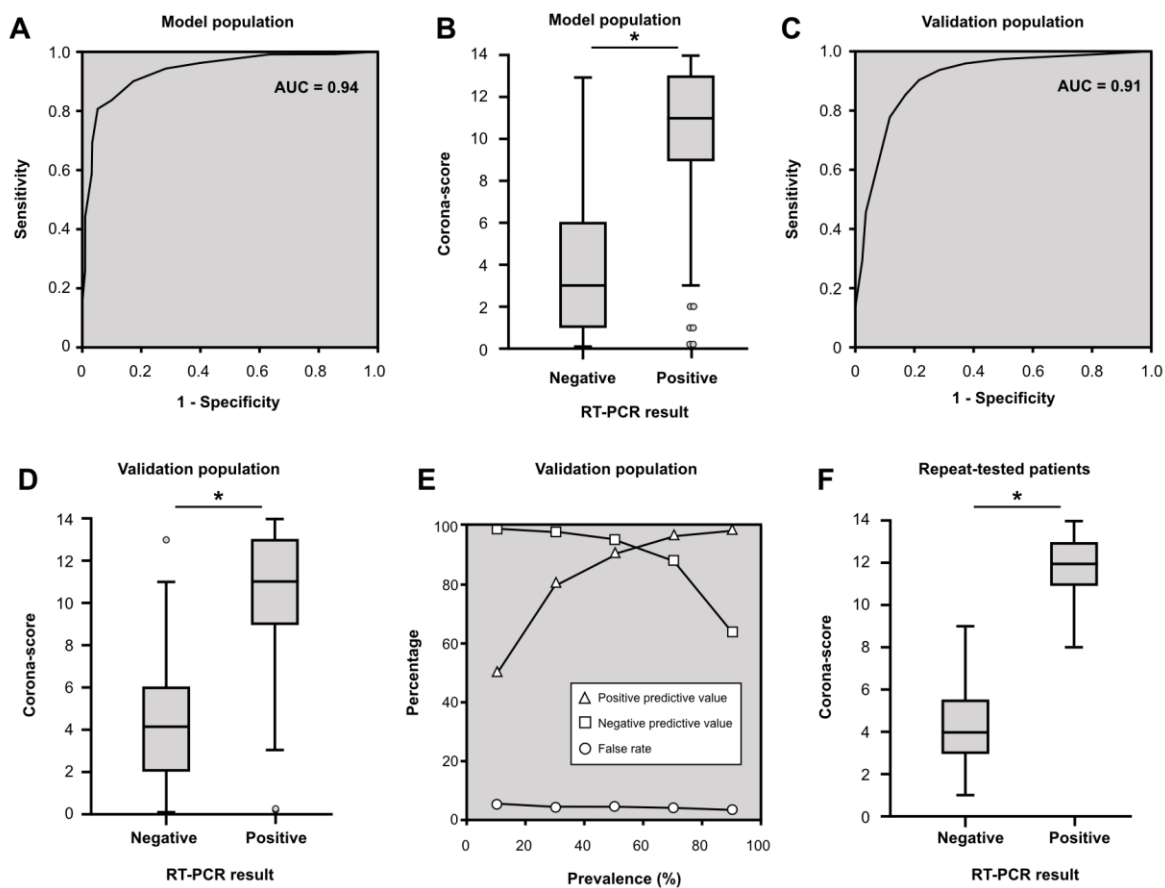 A
Model population
1.0
0.8
0.6
0.4
0.2
0
AUC = 0.94
Sensitivity
0 0.2 0.4 0.6 0.8 1.0
1 - Specificity
B
Model population
*
14
12
10
8
6
4
2
0
Corona-score
Negative Positive
RT-PCR result
C
Validation population
1.0
0.8
0.6
0.4
0.2
0
AUC = 0.91
Sensitivity
0 0.2 0.4 0.6 0.8 1.0
1 - Specificity
D
Validation population
*
14
12
10
8
6
4
2
0
Corona-score
Negative Positive
RT-PCR result
E
Validation population
100
80
60
40
20
0
Percentage
Positive predictive value
Negative predictive value
False rate
0 20 40 60 80 100
Prevalence (%)
F
Repeat-tested patients
*
14
12
10
8
6
4
2
0
Corona-score
Negative Positive
RT-PCR result